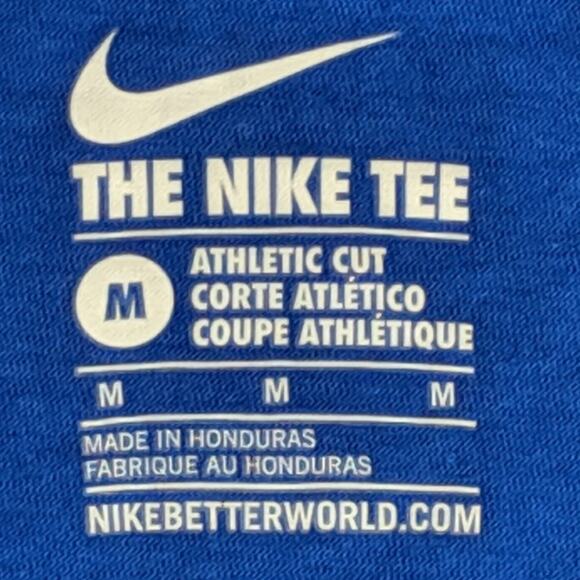 THE NIKE TEE
M
ATHLETIC CUT
CORTE ATLÉTICO
COUPE ATHLÉTIQUE
M M M
MADE IN HONDURAS
FABRIQUE AU HONDURAS
NIKEBETTERWORLD.COM